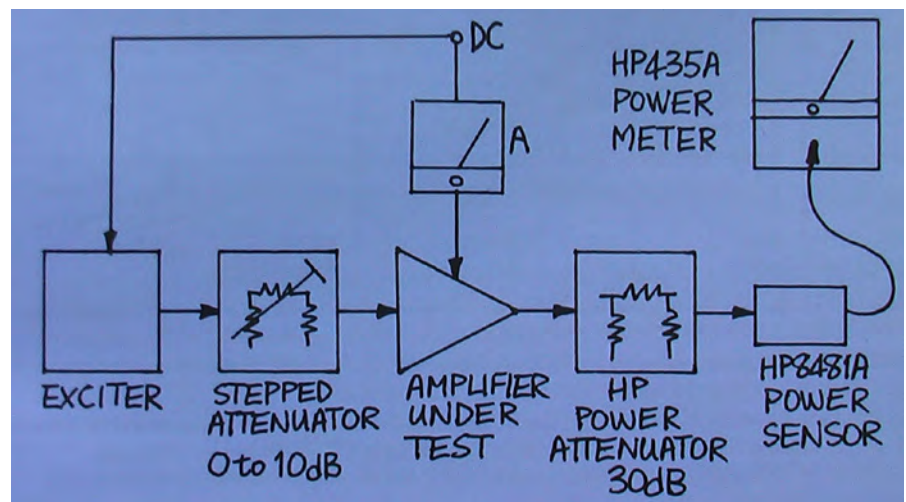 DC
HP435A
POWER
METER
A
EXCITER
STEPPED
ATTENUATOR
0 to 10dB
AMPLIFIER
UNDER
TEST
HP
POWER
ATTENUATOR
30dB
HP8481A
POWER
SENSOR